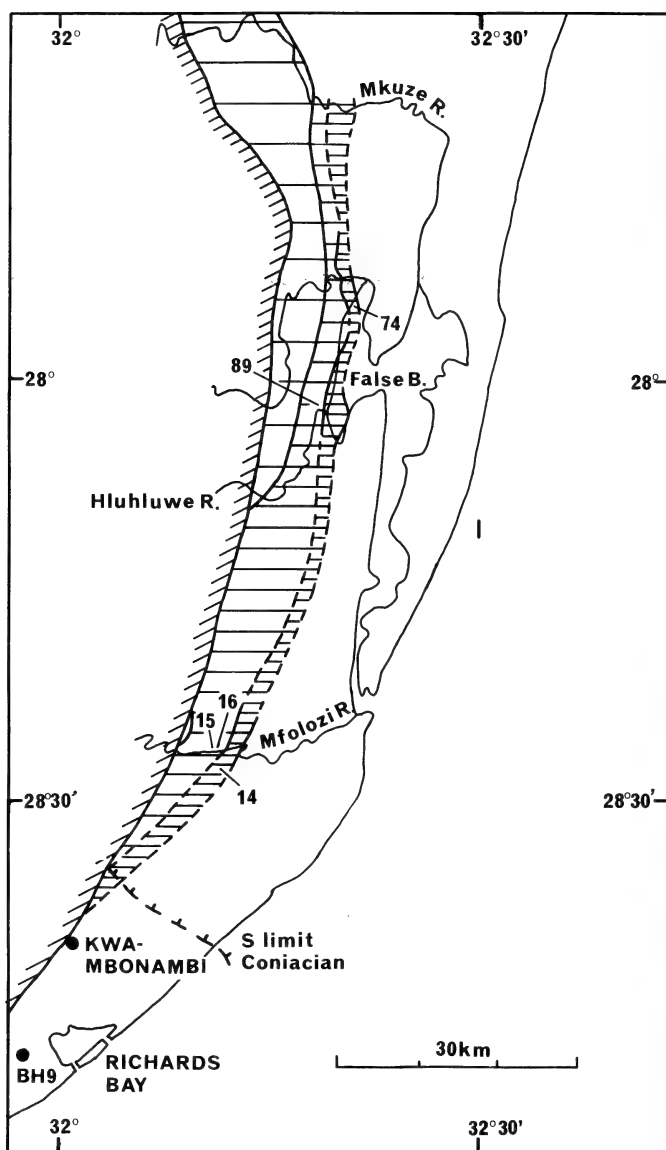 32°
32°30'
Mkuze R.
74
89
28°
False B.
28°
Hluhluwe R.
16
15
Mfolozi R.
14
28°30'
28°30'
S limit
Coniacian
KWA-
MBONAMBI
30km
RICHARDS
BAY
BH9
32°
32°30'